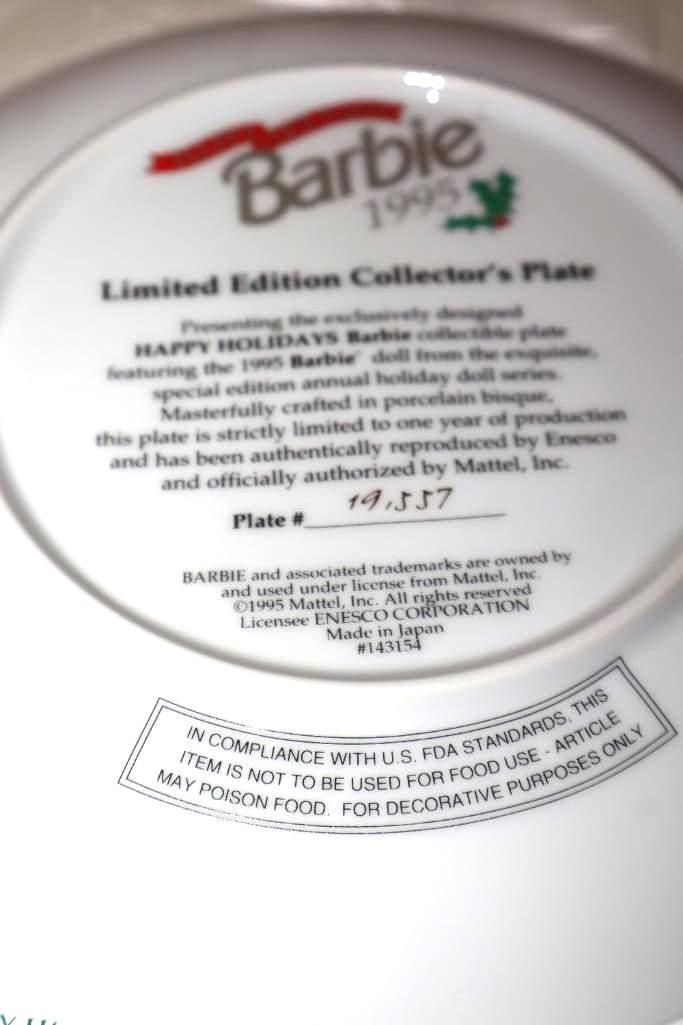 Barbie
1995
Limited Edition Collector's Plate
Presenting the exclusively designed
HAPPY HOLIDAYS Barbie collectible plate
featuring the 1995 Barbie® doll from the exquisite,
special edition annual holiday doll series.
Masterfully crafted in porcelain bisque,
this plate is strictly limited to one year of production
and has been authentically reproduced by Enesco
and officially authorized by Mattel, Inc.
Plate # 19,557
BARBIE and associated trademarks are owned by
and used under license from Mattel, Inc.
©1995 Mattel, Inc. All rights reserved
Licensee ENESCO CORPORATION
Made in Japan
#143154
IN COMPLIANCE WITH U.S. FDA STANDARDS, THIS
ITEM IS NOT TO BE USED FOR FOOD USE - ARTICLE
MAY POISON FOOD. FOR DECORATIVE PURPOSES ONLY